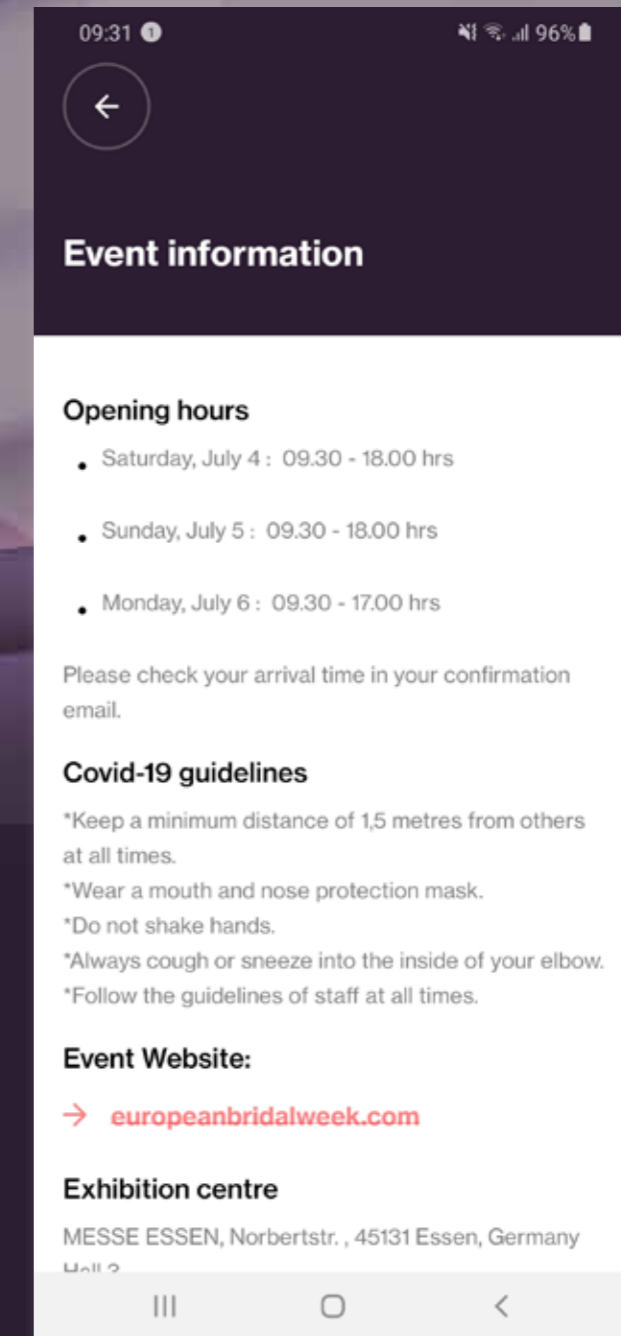 09:31 1 96%
Event information
Opening hours
• Saturday, July 4 : 09.30 - 18.00 hrs
• Sunday, July 5 : 09.30 - 18.00 hrs
• Monday, July 6 : 09.30 - 17.00 hrs
Please check your arrival time in your confirmation
email.
Covid-19 guidelines
*Keep a minimum distance of 1,5 metres from others
at all times.
*Wear a mouth and nose protection mask.
*Do not shake hands.
*Always cough or sneeze into the inside of your elbow.
*Follow the guidelines of staff at all times.
Event Website:
→ europeanbridalweek.com
Exhibition centre
MESSE ESSEN, Norbertstr. , 45131 Essen, Germany
Hall